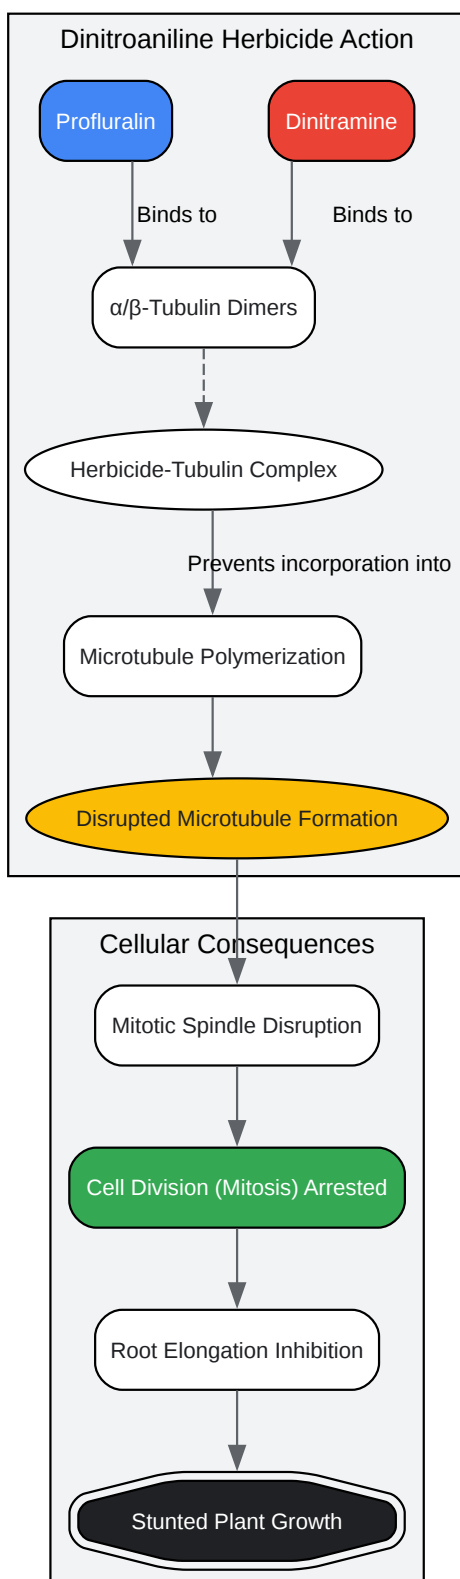 Dinitroaniline Herbicide Action
Profluralin
Dinitramine
Binds to
Binds to
α/β-Tubulin Dimers
Herbicide-Tubulin Complex
Prevents incorporation into
Microtubule Polymerization
Disrupted Microtubule Formation
Cellular Consequences
Mitotic Spindle Disruption
Cell Division (Mitosis) Arrested
Root Elongation Inhibition
Stunted Plant Growth